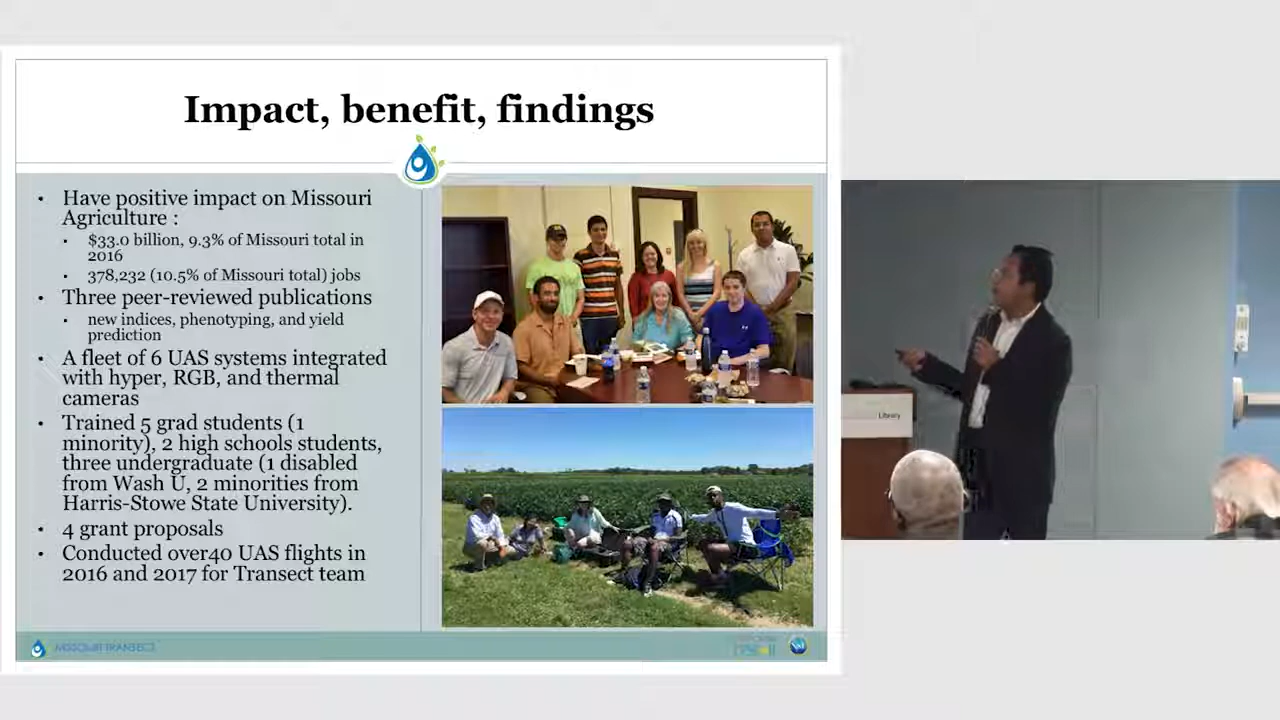 Impact, benefit, findings
• Have positive impact on Missouri
Agriculture :
▪ $33.0 billion, 9.3% of Missouri total in
2016
▪ 378,232 (10.5% of Missouri total) jobs
• Three peer-reviewed publications
▪ new indices, phenotyping, and yield
prediction
• A fleet of 6 UAS systems integrated
with hyper, RGB, and thermal
cameras
• Trained 5 grad students (1
minority), 2 high schools students,
three undergraduate (1 disabled
from Wash U, 2 minorities from
Harris-Stowe State University).
• 4 grant proposals
• Conducted over40 UAS flights in
2016 and 2017 for Transect team
MISSOURI TRANSECT
Library